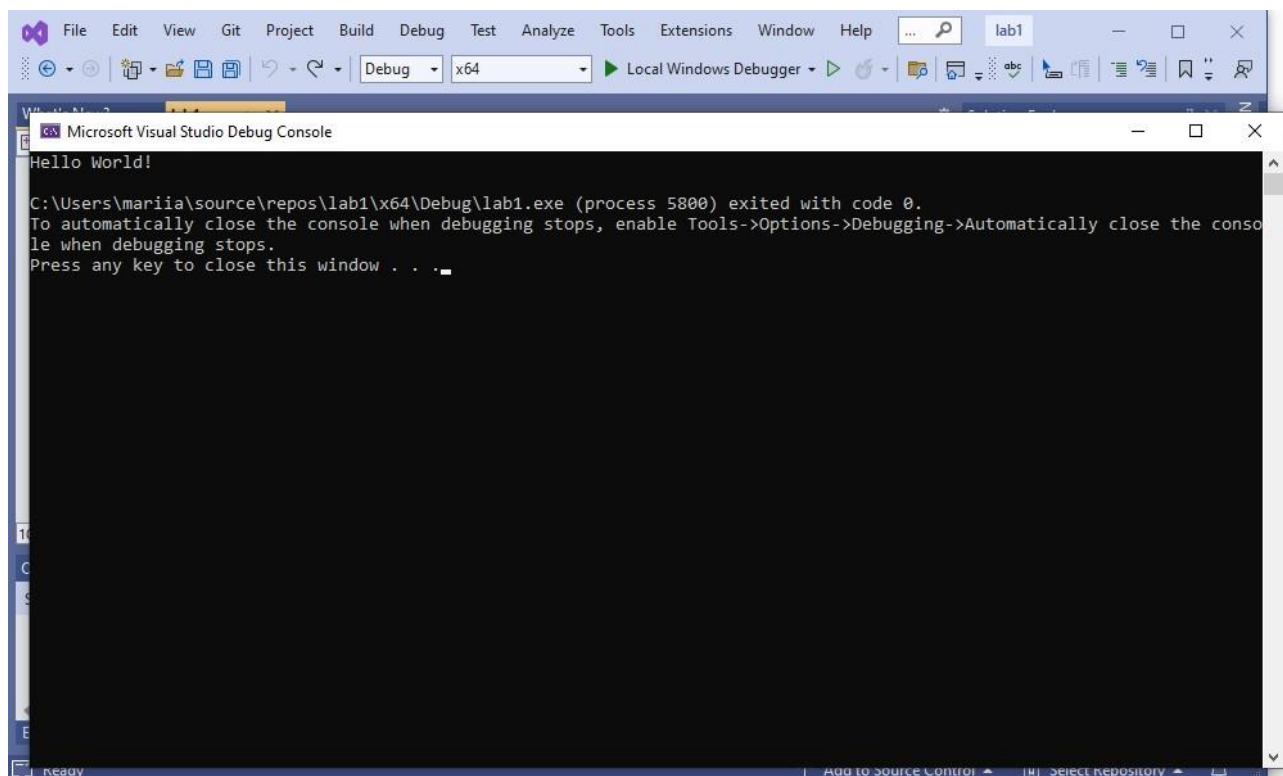 File Edit View Git Project Build Debug Test Analyze Tools Extensions Window Help ... lab1
Debug x64 Local Windows Debugger abc
What's New?
Microsoft Visual Studio Debug Console
Hello World!
C:\Users\mariia\source\repos\lab1\x64\Debug\lab1.exe (process 5800) exited with code 0.
To automatically close the console when debugging stops, enable Tools->Options->Debugging->Automatically close the conso
le when debugging stops.
Press any key to close this window . . .
Ready Add to Source Control Select Repository